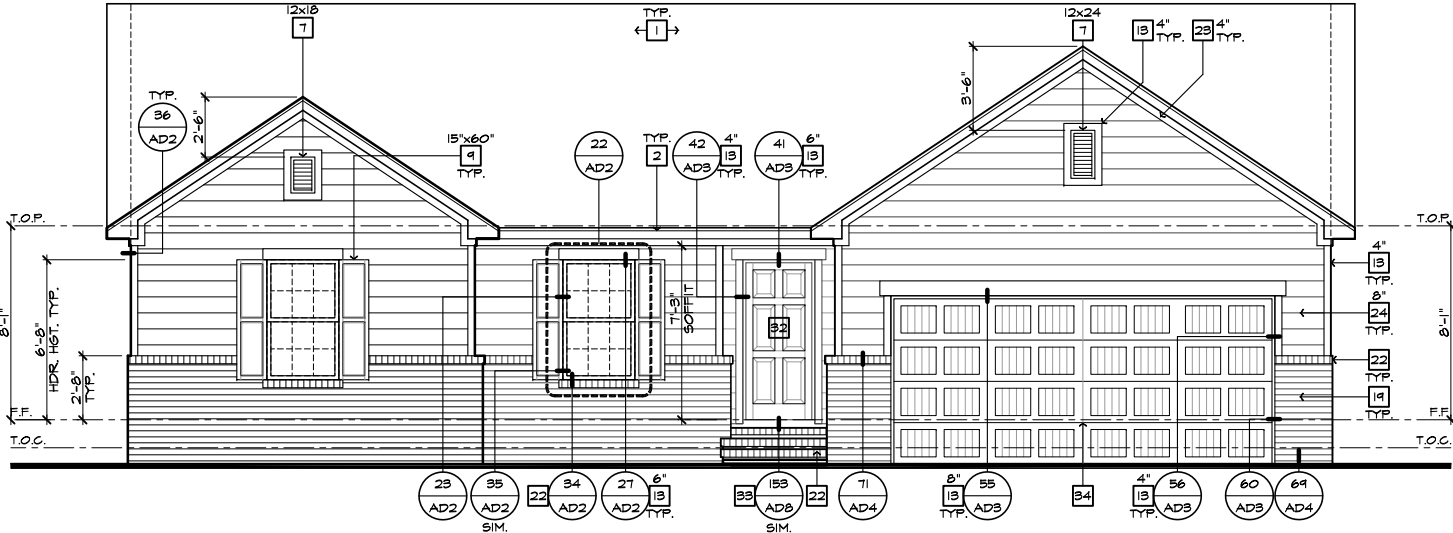 12x18
7
TYP.
1
12x24
7
13 4"
TYP.
23 4"
TYP.
3'-6"
TYP.
36
AD2
2'-6"
15"x60"
9
TYP.
22
AD2
TYP.
2
42
AD3
4"
13
TYP.
41
AD3
6"
13
TYP.
T.O.P.
T.O.P.
4"
13
TYP.
8'-1"
6'-8"
HDR. HGT. TYP.
2'-8"
TYP.
7'-3"
SOFFIT
32
8"
24
TYP.
8'-1"
22
TYP.
19
TYP.
F.F.
F.F.
T.O.C.
T.O.C.
23
AD2
35
AD2
SIM.
22
34
AD2
27
AD2
6"
13
TYP.
33
153
AD8
SIM.
22
71
AD4
8"
13
TYP.
55
AD3
34
4"
13
TYP.
56
AD3
60
AD3
69
AD4